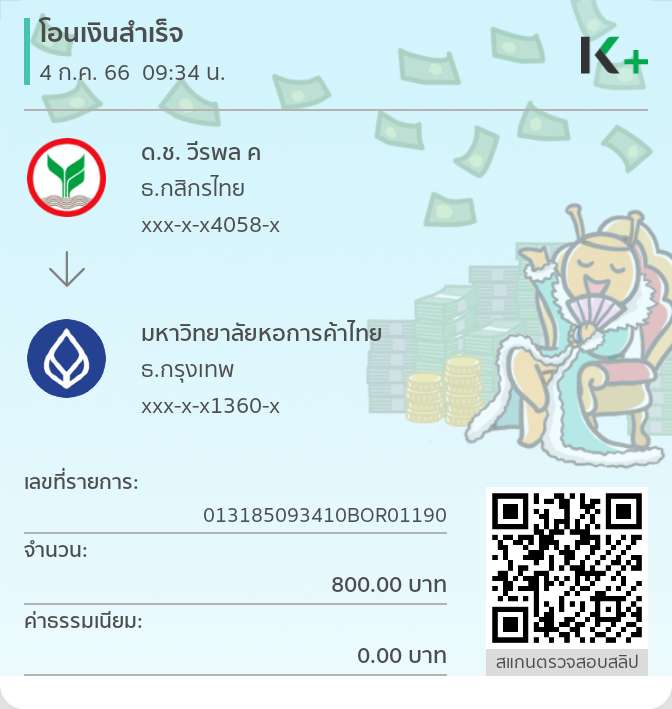 โอนเงินสำเร็จ
4 ก.ค. 66 09:34 น.
K+
ด.ช. วีรพล ค
ธ.กสิกรไทย
xxx-x-x4058-x
มหาวิทยาลัยหอการค้าไทย
ธ.กรุงเทพ
xxx-x-x1360-x
เลขที่รายการ:
013185093410BOR01190
จำนวน:
800.00 บาท
ค่าธรรมเนียม:
0.00 บาท
สแกนตรวจสอบสลิป